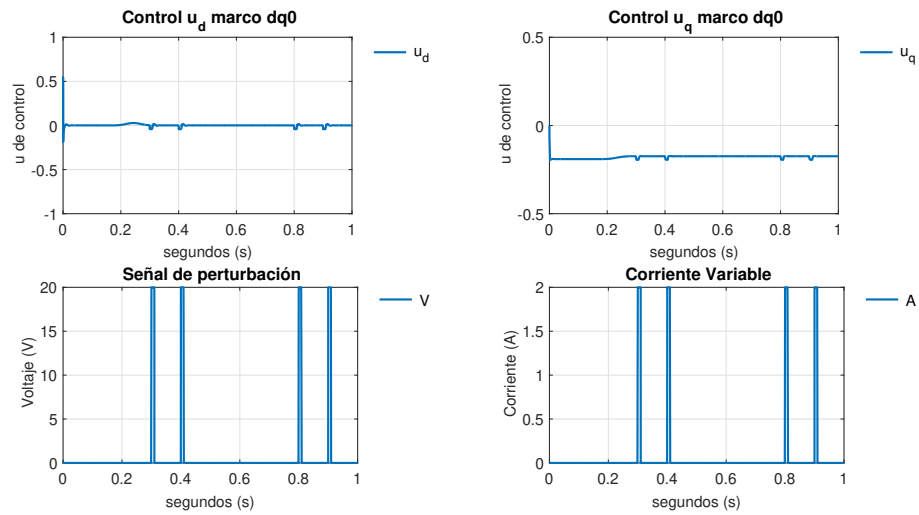 Control u_d marco dq0
u_d
1
0.5
0
-0.5
-1
u de control
0 0.2 0.4 0.6 0.8 1
segundos (s)
Control u_q marco dq0
u_q
0.5
0
-0.5
u de control
0 0.2 0.4 0.6 0.8 1
segundos (s)
Señal de perturbación
V
20
15
10
5
0
Voltaje (V)
0 0.2 0.4 0.6 0.8 1
segundos (s)
Corriente Variable
A
2
1.5
1
0.5
0
Corriente (A)
0 0.2 0.4 0.6 0.8 1
segundos (s)